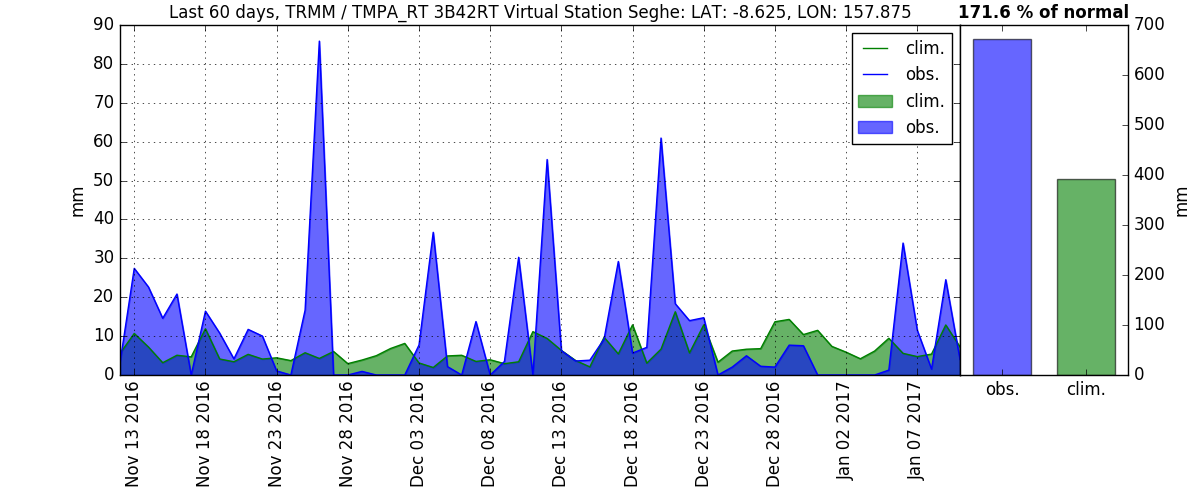 Last 60 days, TRMM / TMPA_RT 3B42RT Virtual Station Seghe: LAT: -8.625, LON: 157.875
171.6 % of normal
90
80
70
60
50
40
30
20
10
0
mm
clim.
obs.
clim.
obs.
Nov 13 2016
Nov 18 2016
Nov 23 2016
Nov 28 2016
Dec 03 2016
Dec 08 2016
Dec 13 2016
Dec 18 2016
Dec 23 2016
Dec 28 2016
Jan 02 2017
Jan 07 2017
700
600
500
400
300
200
100
0
mm
obs.
clim.